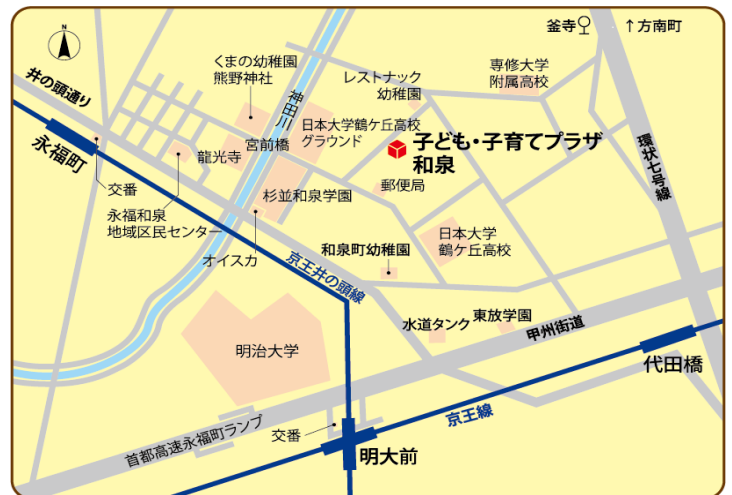 釜寺
↑方南町
くまの幼稚園
熊野神社
レストナック
幼稚園
専修大学
附属高校
井の頭通り
神田川
環状七号線
永福町
龍光寺
宮前橋
日本大学鶴ケ丘高校
グラウンド
子ども・子育てプラザ
和泉
郵便局
交番
杉並和泉学園
永福和泉
地域区民センター
オイスカ
京王井の頭線
和泉町幼稚園
日本大学
鶴ケ丘高校
水道タンク
東放学園
甲州街道
明治大学
代田橋
首都高速永福町ランプ
交番
京王線
明大前